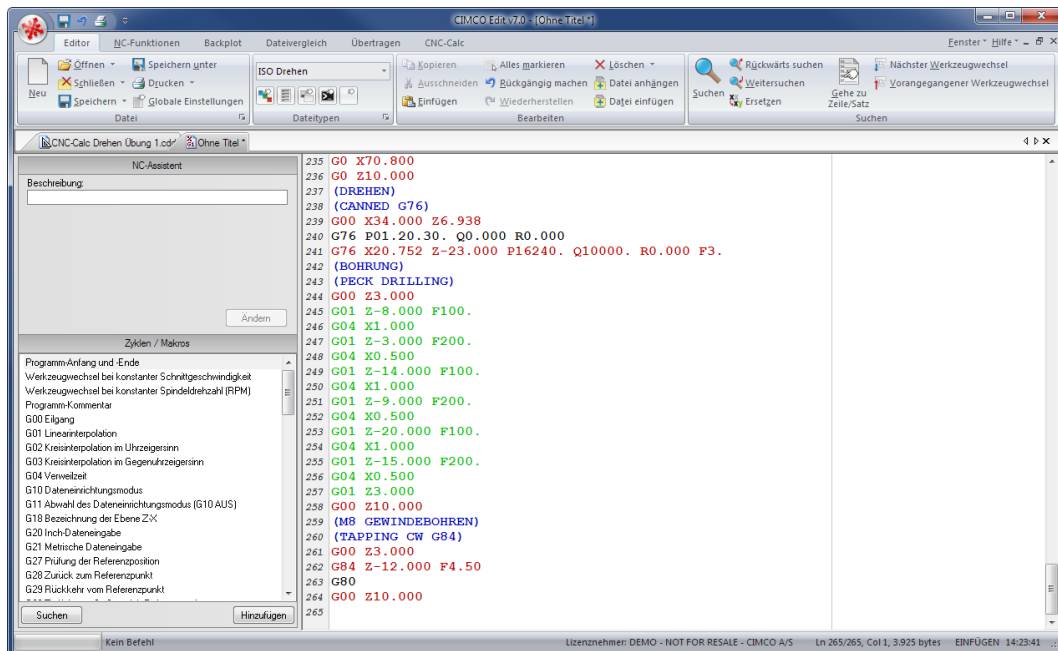 CIMCO Edit v7.0 - [Ohne Titel *]
Editor NC-Funktionen Backplot Dateivergleich Übertragen CNC-Calc Fenster Hilfe
Neu
Öffnen Speichern unter
Schließen Drucken
Speichern Globale Einstellungen
Datei
ISO Drehen
Dateitypen
Kopieren Alles markieren Löschen
Ausschneiden Rückgängig machen Datei anhängen
Einfügen Wiederherstellen Datei einfügen
Bearbeiten
Suchen
Rückwärts suchen
Weitersuchen
Ersetzen
Gehe zu
Zeile/Satz
Nächster Werkzeugwechsel
Vorangegangener Werkzeugwechsel
Suchen
CNC-Calc Drehen Übung 1.cdr Ohne Titel *
NC-Assistent
Beschreibung:
Ändern
Zyklen / Makros
Programm-Anfang und -Ende
Werkzeugwechsel bei konstanter Schnittgeschwindigkeit
Werkzeugwechsel bei konstanter Spindeldrehzahl (RPM)
Programm-Kommentar
G00 Eilgang
G01 Linearinterpolation
G02 Kreisinterpolation im Uhrzeigersinn
G03 Kreisinterpolation im Gegenuhrzeigersinn
G04 Verweilzeit
G10 Dateneinrichtungsmodus
G11 Abwahl des Dateneinrichtungsmodus (G10 AUS)
G18 Bezeichnung der Ebene Z-X
G20 Inch-Dateneingabe
G21 Metrische Dateneingabe
G27 Prüfung der Referenzposition
G28 Zurück zum Referenzpunkt
G29 Rückkehr vom Referenzpunkt
Suchen Hinzufügen
235 G0 X70.800
236 G0 Z10.000
237 (DREHEN)
238 (CANNED G76)
239 G00 X34.000 Z6.938
240 G76 P01.20.30. Q0.000 R0.000
241 G76 X20.752 Z-23.000 P16240. Q10000. R0.000 F3.
242 (BOHRUNG)
243 (PECK DRILLING)
244 G00 Z3.000
245 G01 Z-8.000 F100.
246 G04 X1.000
247 G01 Z-3.000 F200.
248 G04 X0.500
249 G01 Z-14.000 F100.
250 G04 X1.000
251 G01 Z-9.000 F200.
252 G04 X0.500
253 G01 Z-20.000 F100.
254 G04 X1.000
255 G01 Z-15.000 F200.
256 G04 X0.500
257 G01 Z3.000
258 G00 Z10.000
259 (M8 GEWINDEBOHREN)
260 (TAPPING CW G84)
261 G00 Z3.000
262 G84 Z-12.000 F4.50
263 G80
264 G00 Z10.000
265
Kein Befehl Lizenznehmer: DEMO - NOT FOR RESALE - CIMCO A/S Ln 265/265, Col 1, 3.925 bytes EINFÜGEN 14:23:41